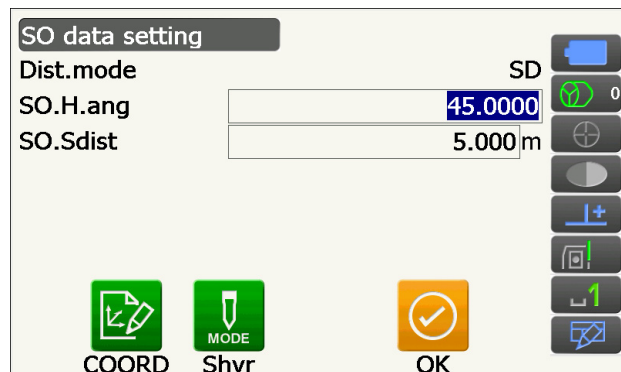 SO data setting
Dist.mode SD
SO.H.ang 45.0000
0
SO.Sdist 5.000 m
1
MODE
COORD Shvr OK